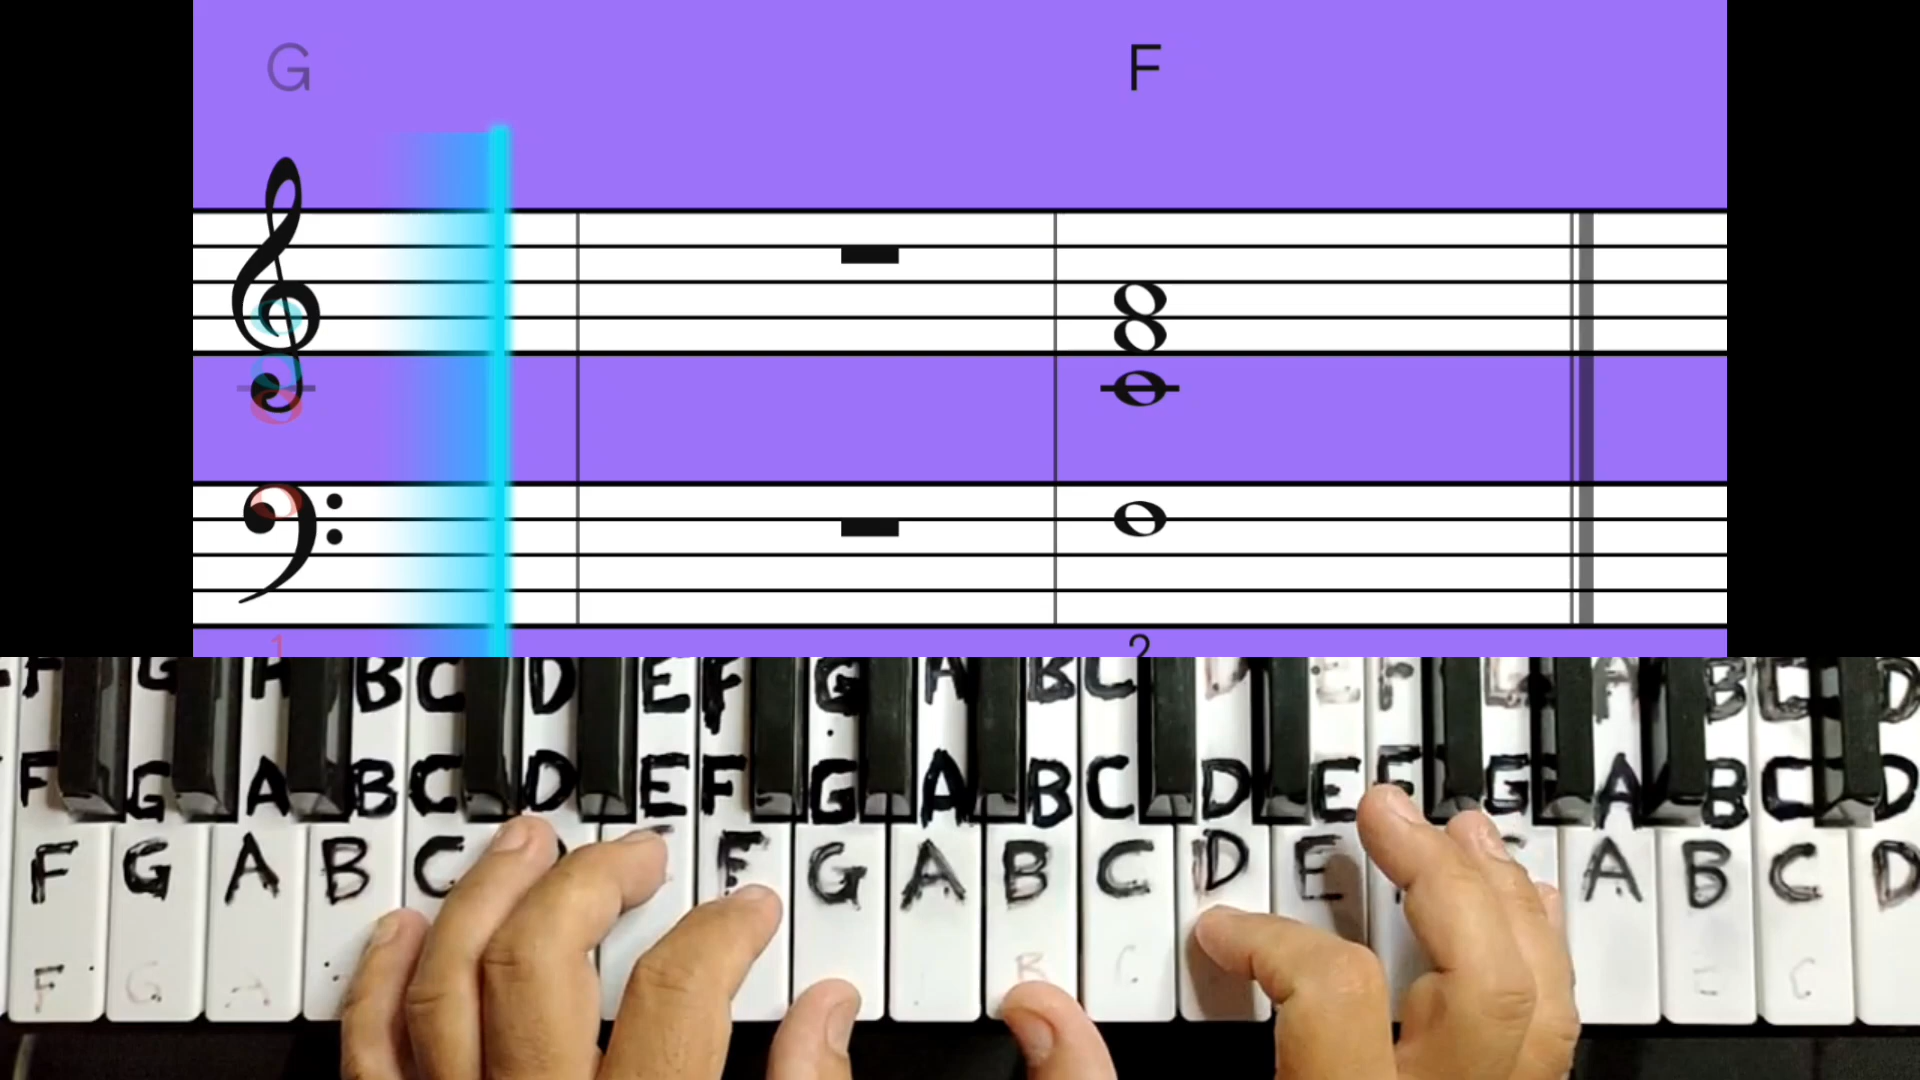 G F
1 2
F G A B C D E F G A B C D E F G A B C D
F G A B C D E F G A B C D E F G A B C D
F G A B C F G A B C D E A B C D
F G A B C C